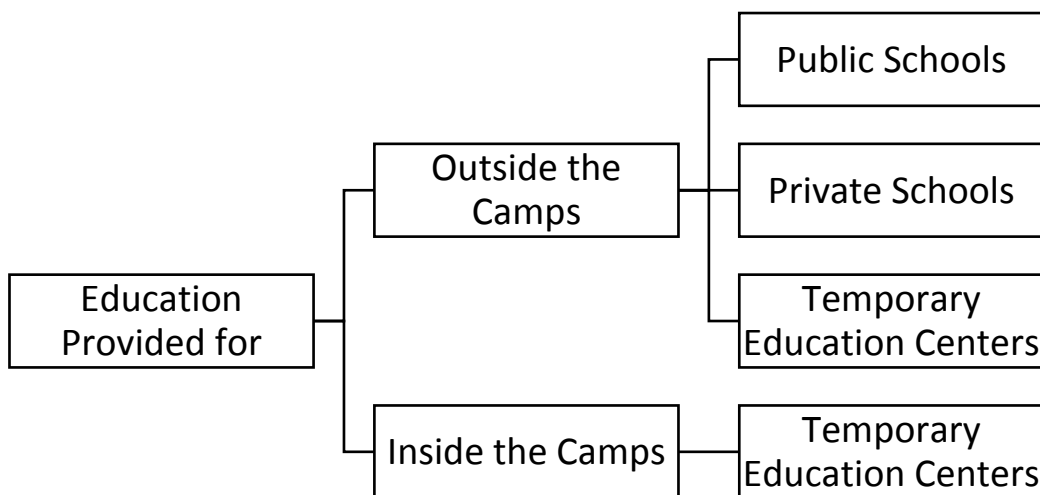 Education
Provided for
Outside the
Camps
Public Schools
Private Schools
Temporary
Education Centers
Inside the Camps
Temporary
Education Centers